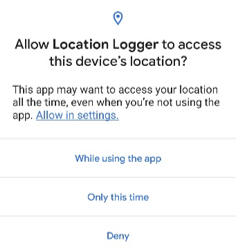 Allow Location Logger to access
this device's location?
This app may want to access your location
all the time, even when you're not using the
app. Allow in settings.
While using the app
Only this time
Deny